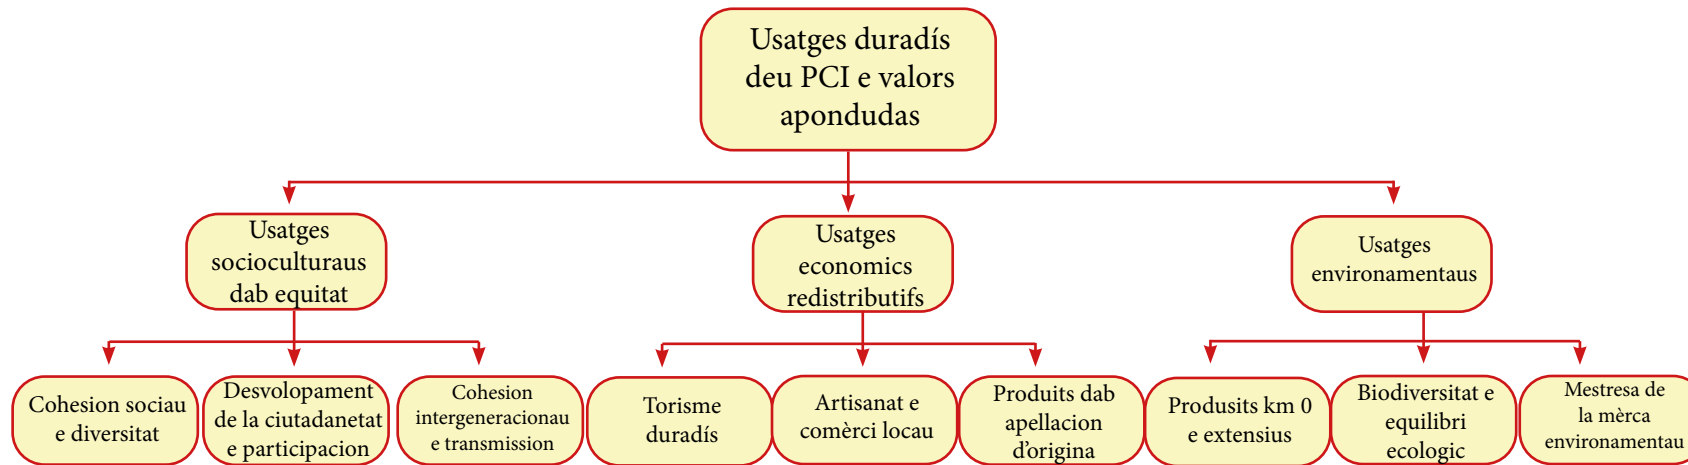 Usatges duradís
deu PCI e valors
apondudas
Usatges
socioculturaus
dab equitat
Usatges
economics
redistributifs
Usatges
environamentaus
Cohesion sociau
e diversitat
Desvolopament
de la ciutadanetat
e participacion
Cohesion
intergeneracionau
e transmission
Torisme
duradís
Artisanat e
comèrci locau
Produits dab
apellacion
d'origina
Produsits km 0
e extensius
Biodiversitat e
equilibri
ecologic
Mestresa de
la mèrca
environamentau